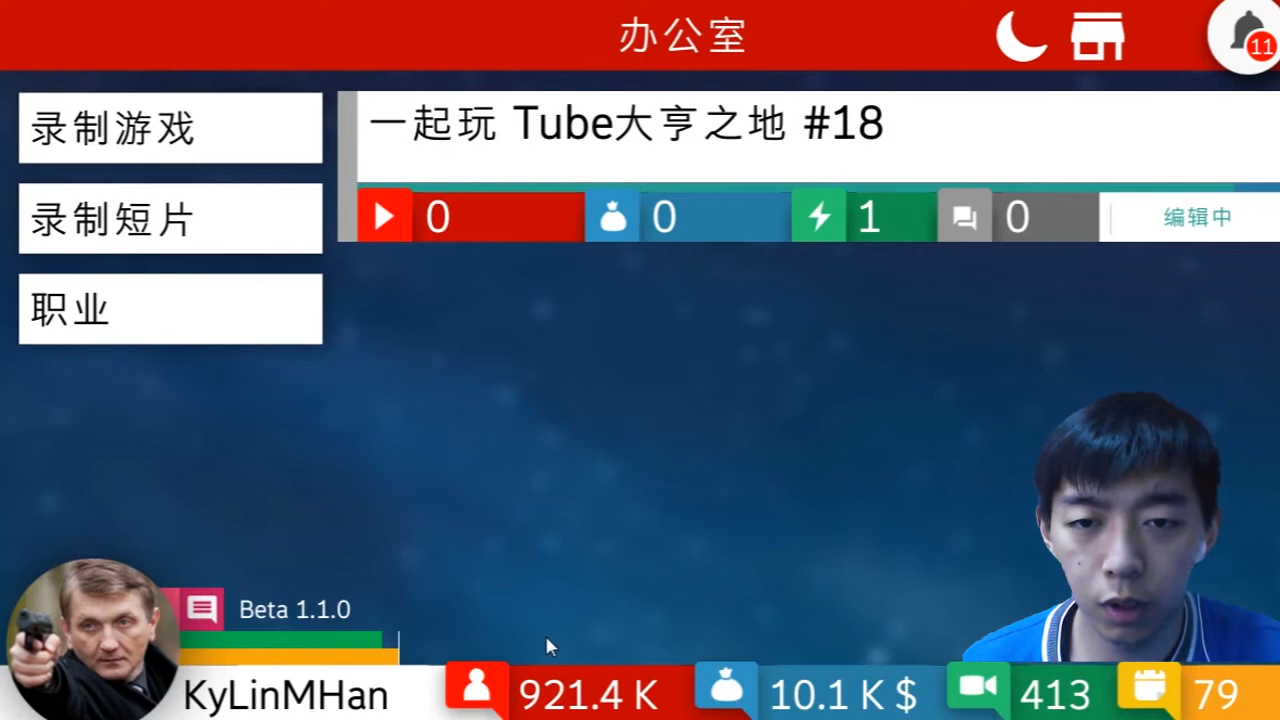 办公室
11
录制游戏
录制短片
职业
一起玩 Tube大亨之地 #18
0
0
1
0
编辑中
Beta 1.1.0
KyLinMHan
921.4 K
10.1 K $
413
79